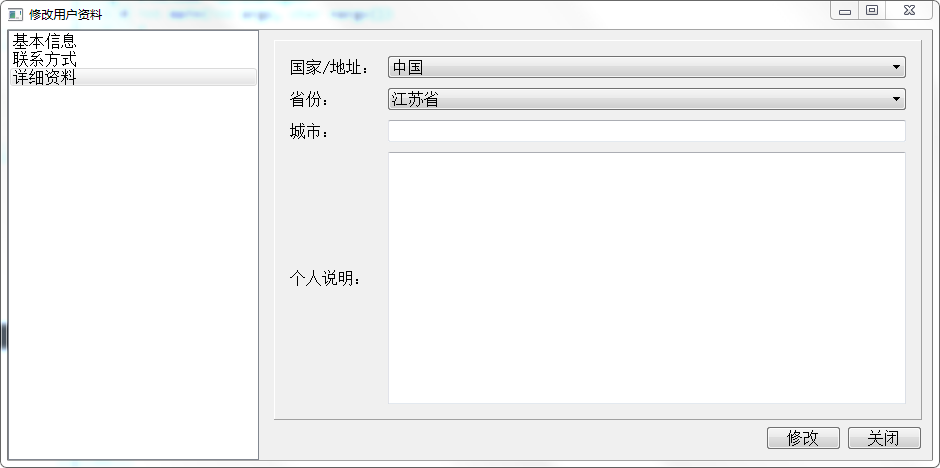 修改用户资料
基本信息
联系方式
详细资料
国家/地址： 中国
省份： 江苏省
城市：
个人说明：
修改 关闭